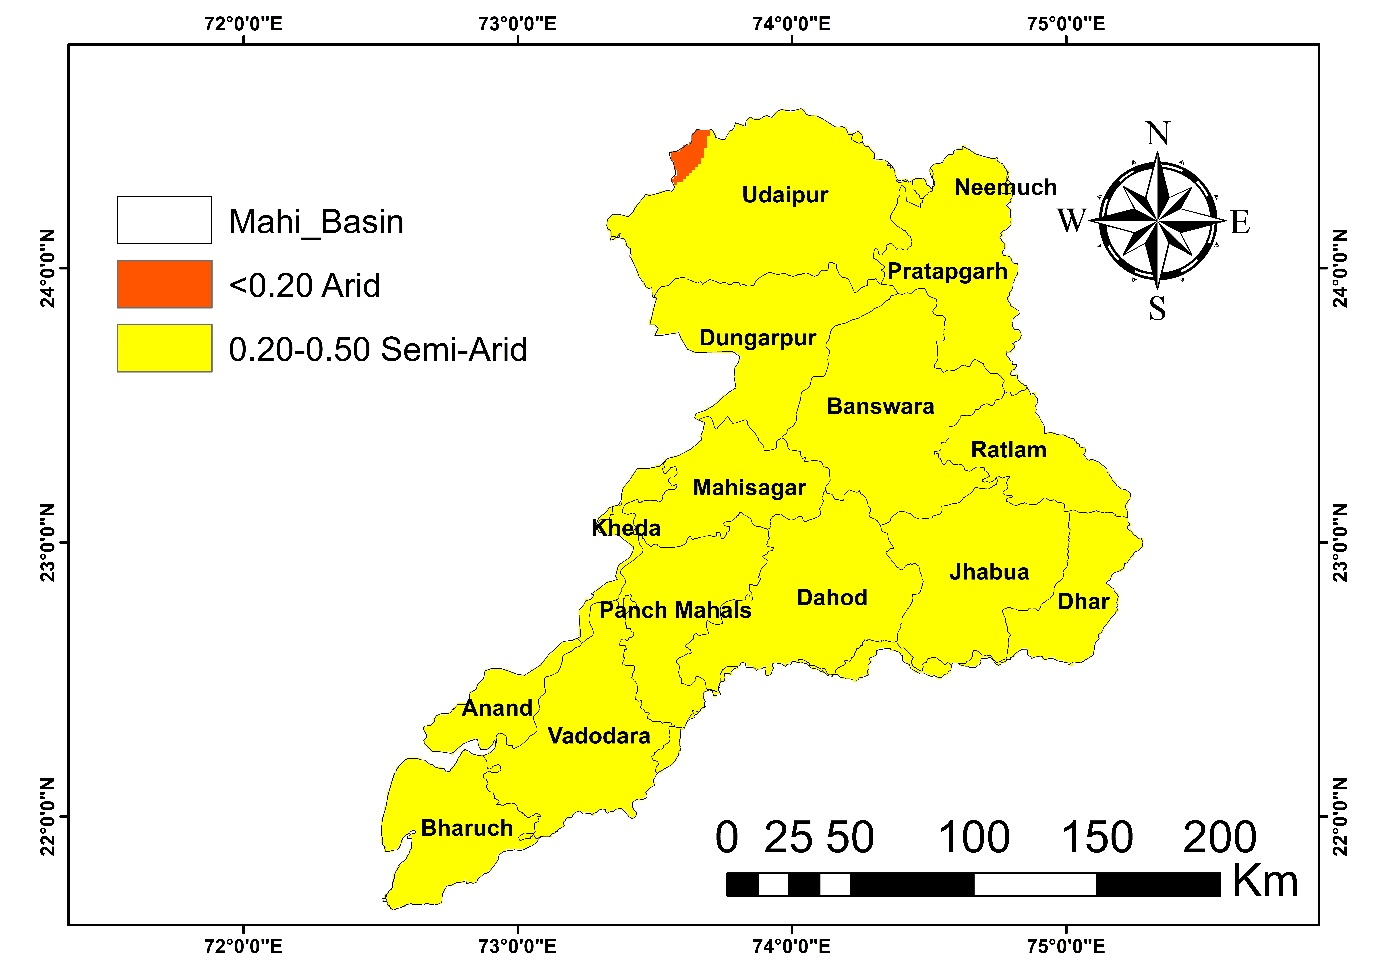 72°0'0"E 73°0'0"E 74°0'0"E 75°0'0"E
N
W E
S
Mahi_Basin
<0.20 Arid
0.20-0.50 Semi-Arid
24°0'0"N 24°0'0"N
23°0'0"N 23°0'0"N
22°0'0"N 22°0'0"N
Udaipur
Neemuch
Pratapgarh
Dungarpur
Banswara
Ratlam
Mahisagar
Kheda
Jhabua
Dahod
Dhar
Panch Mahals
Anand
Vadodara
Bharuch
0 25 50 100 150 200
Km
72°0'0"E 73°0'0"E 74°0'0"E 75°0'0"E